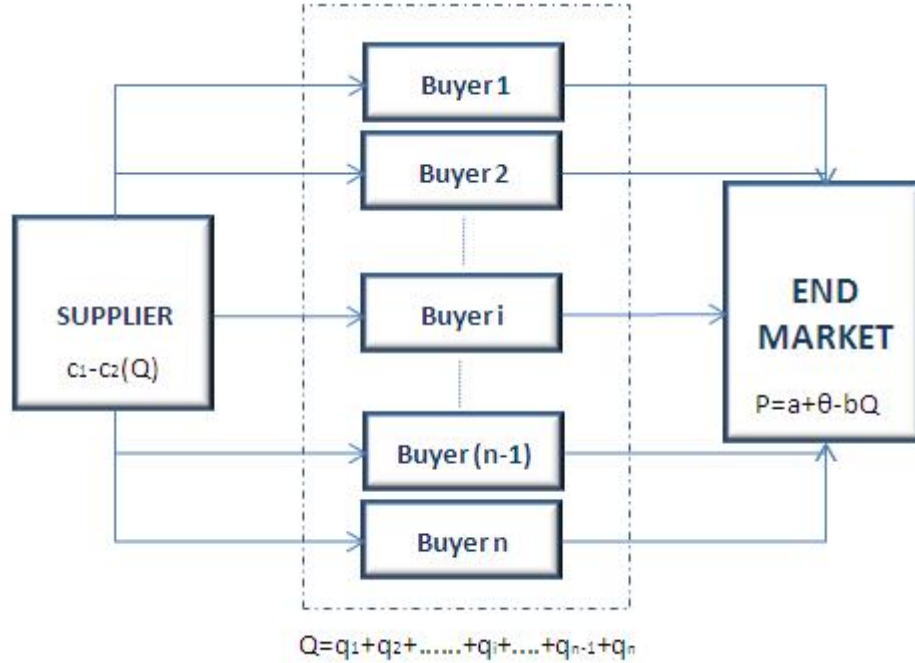 Buyer 1
Buyer 2
SUPPLIER
c₁-c₂(Q)
Buyer i
END
MARKET
P=a+θ-bQ
Buyer (n-1)
Buyer n
Q=q₁+q₂+......+qᵢ+....+qₙ₋₁+qₙ